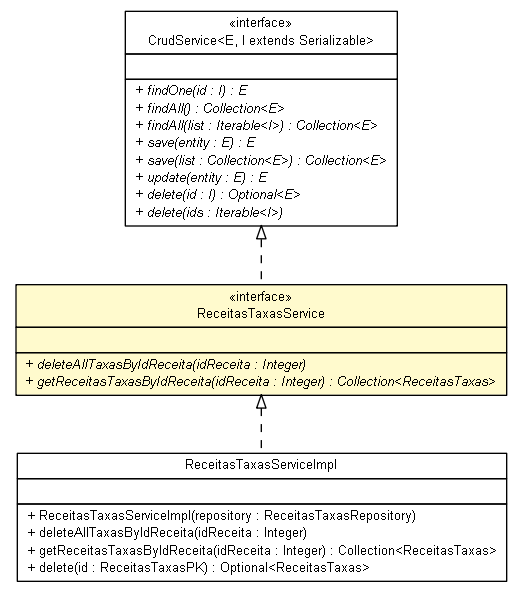 «interface»
CrudService<E, I extends Serializable>
+ findOne(id : I) : E
+ findAll() : Collection<E>
+ findAll(list : Iterable<I>) : Collection<E>
+ save(entity : E) : E
+ save(list : Collection<E>) : Collection<E>
+ update(entity : E) : E
+ delete(id : I) : Optional<E>
+ delete(ids : Iterable<I>)
«interface»
ReceitasTaxasService
+ deleteAllTaxasByIdReceita(idReceita : Integer)
+ getReceitasTaxasByIdReceita(idReceita : Integer) : Collection<ReceitasTaxas>
ReceitasTaxasServiceImpl
+ ReceitasTaxasServiceImpl(repository : ReceitasTaxasRepository)
+ deleteAllTaxasByIdReceita(idReceita : Integer)
+ getReceitasTaxasByIdReceita(idReceita : Integer) : Collection<ReceitasTaxas>
+ delete(id : ReceitasTaxasPK) : Optional<ReceitasTaxas>